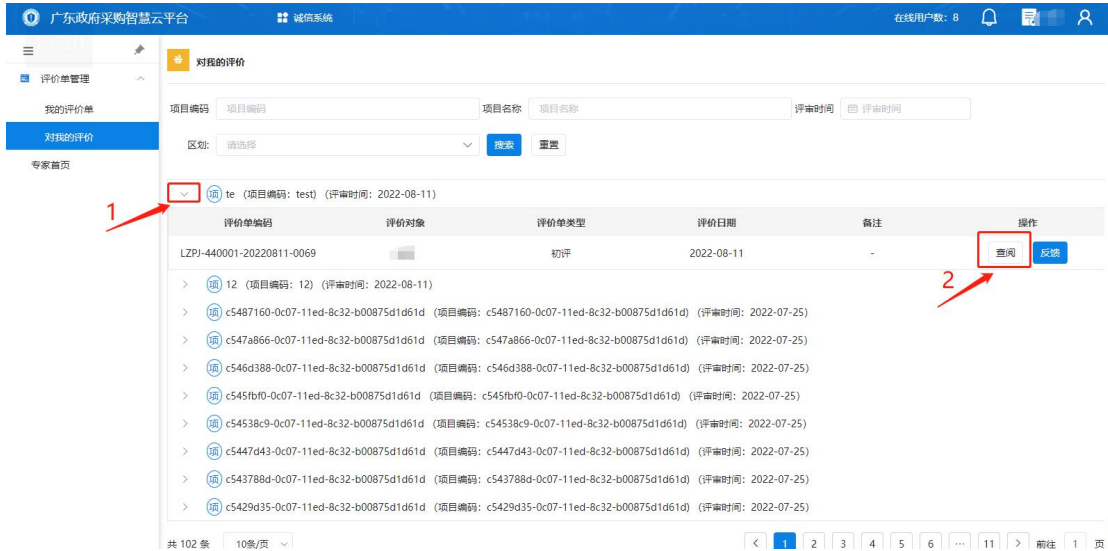 广东政府采购智慧云平台 诚信系统 在线用户数: 8
评价单管理
我的评价单
对我的评价
专家首页
对我的评价
项目编码 项目编码 项目名称 项目名称 评审时间 评审时间
区划: 请选择 搜索 重置
1
项 te (项目编码: test) (评审时间: 2022-08-11)
评价单编码 评价对象 评价单类型 评价日期 备注 操作
LZPJ-440001-20220811-0069 初评 2022-08-11 - 查阅 反馈
2
项 12 (项目编码: 12) (评审时间: 2022-08-11)
项 c5487160-0c07-11ed-8c32-b00875d1d61d (项目编码: c5487160-0c07-11ed-8c32-b00875d1d61d) (评审时间: 2022-07-25)
项 c547a866-0c07-11ed-8c32-b00875d1d61d (项目编码: c547a866-0c07-11ed-8c32-b00875d1d61d) (评审时间: 2022-07-25)
项 c546d388-0c07-11ed-8c32-b00875d1d61d (项目编码: c546d388-0c07-11ed-8c32-b00875d1d61d) (评审时间: 2022-07-25)
项 c545fbf0-0c07-11ed-8c32-b00875d1d61d (项目编码: c545fbf0-0c07-11ed-8c32-b00875d1d61d) (评审时间: 2022-07-25)
项 c54538c9-0c07-11ed-8c32-b00875d1d61d (项目编码: c54538c9-0c07-11ed-8c32-b00875d1d61d) (评审时间: 2022-07-25)
项 c5447d43-0c07-11ed-8c32-b00875d1d61d (项目编码: c5447d43-0c07-11ed-8c32-b00875d1d61d) (评审时间: 2022-07-25)
项 c543788d-0c07-11ed-8c32-b00875d1d61d (项目编码: c543788d-0c07-11ed-8c32-b00875d1d61d) (评审时间: 2022-07-25)
项 c5429d35-0c07-11ed-8c32-b00875d1d61d (项目编码: c5429d35-0c07-11ed-8c32-b00875d1d61d) (评审时间: 2022-07-25)
共 102 条 10条/页 < 1 2 3 4 5 6 ··· 11 > 前往 1 页